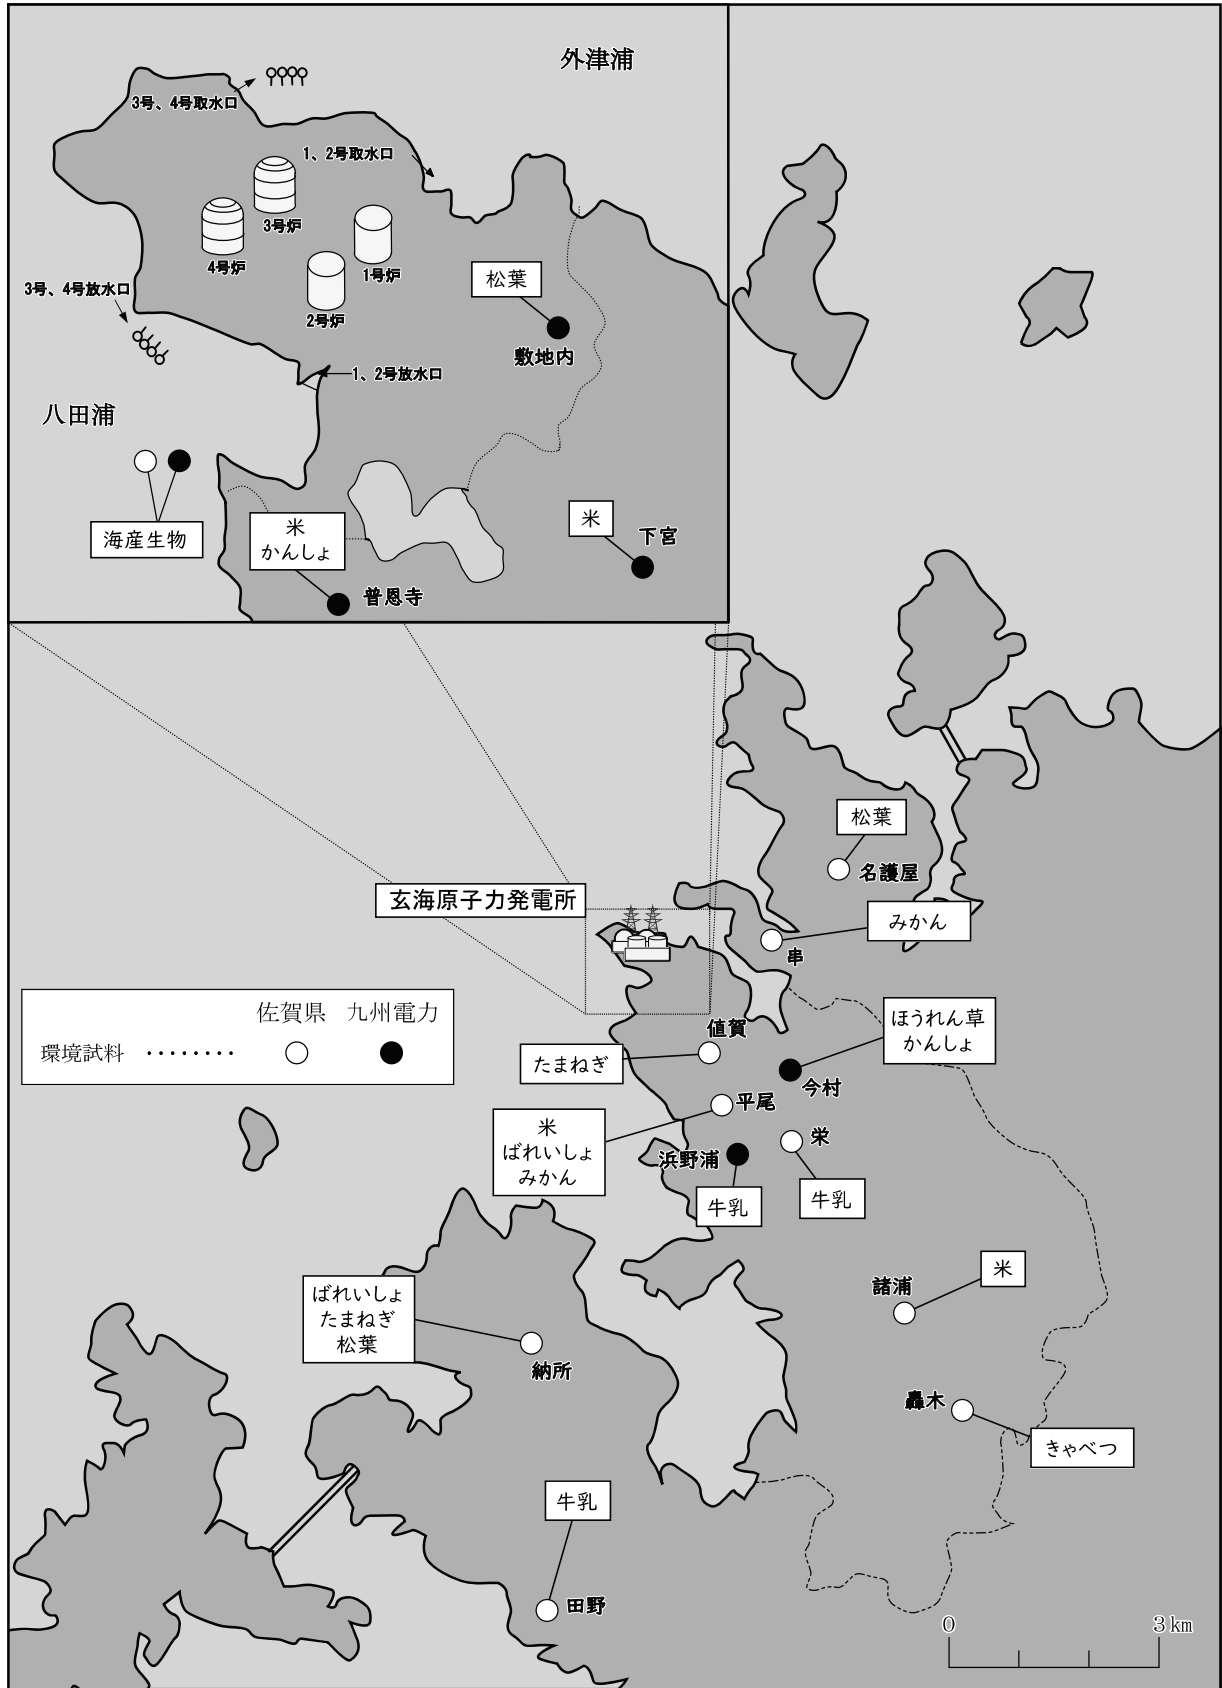 外津浦
3号、4号取水口
1、2号取水口
3号炉
4号炉
1号炉
2号炉
松葉
敷地内
3号、4号放水口
1、2号放水口
八田浦
海産生物
米
かんしょ
普恩寺
米
下宮
松葉
名護屋
玄海原子力発電所
みかん
串
佐賀県 九州電力
環境試料 ········
値賀
たまねぎ
ほうれん草
かんしょ
今村
平尾
米
ばれいしょ
みかん
栄
浜野浦
牛乳
牛乳
諸浦
米
ばれいしょ
たまねぎ
松葉
納所
轟木
きゃべつ
牛乳
田野
0 3km